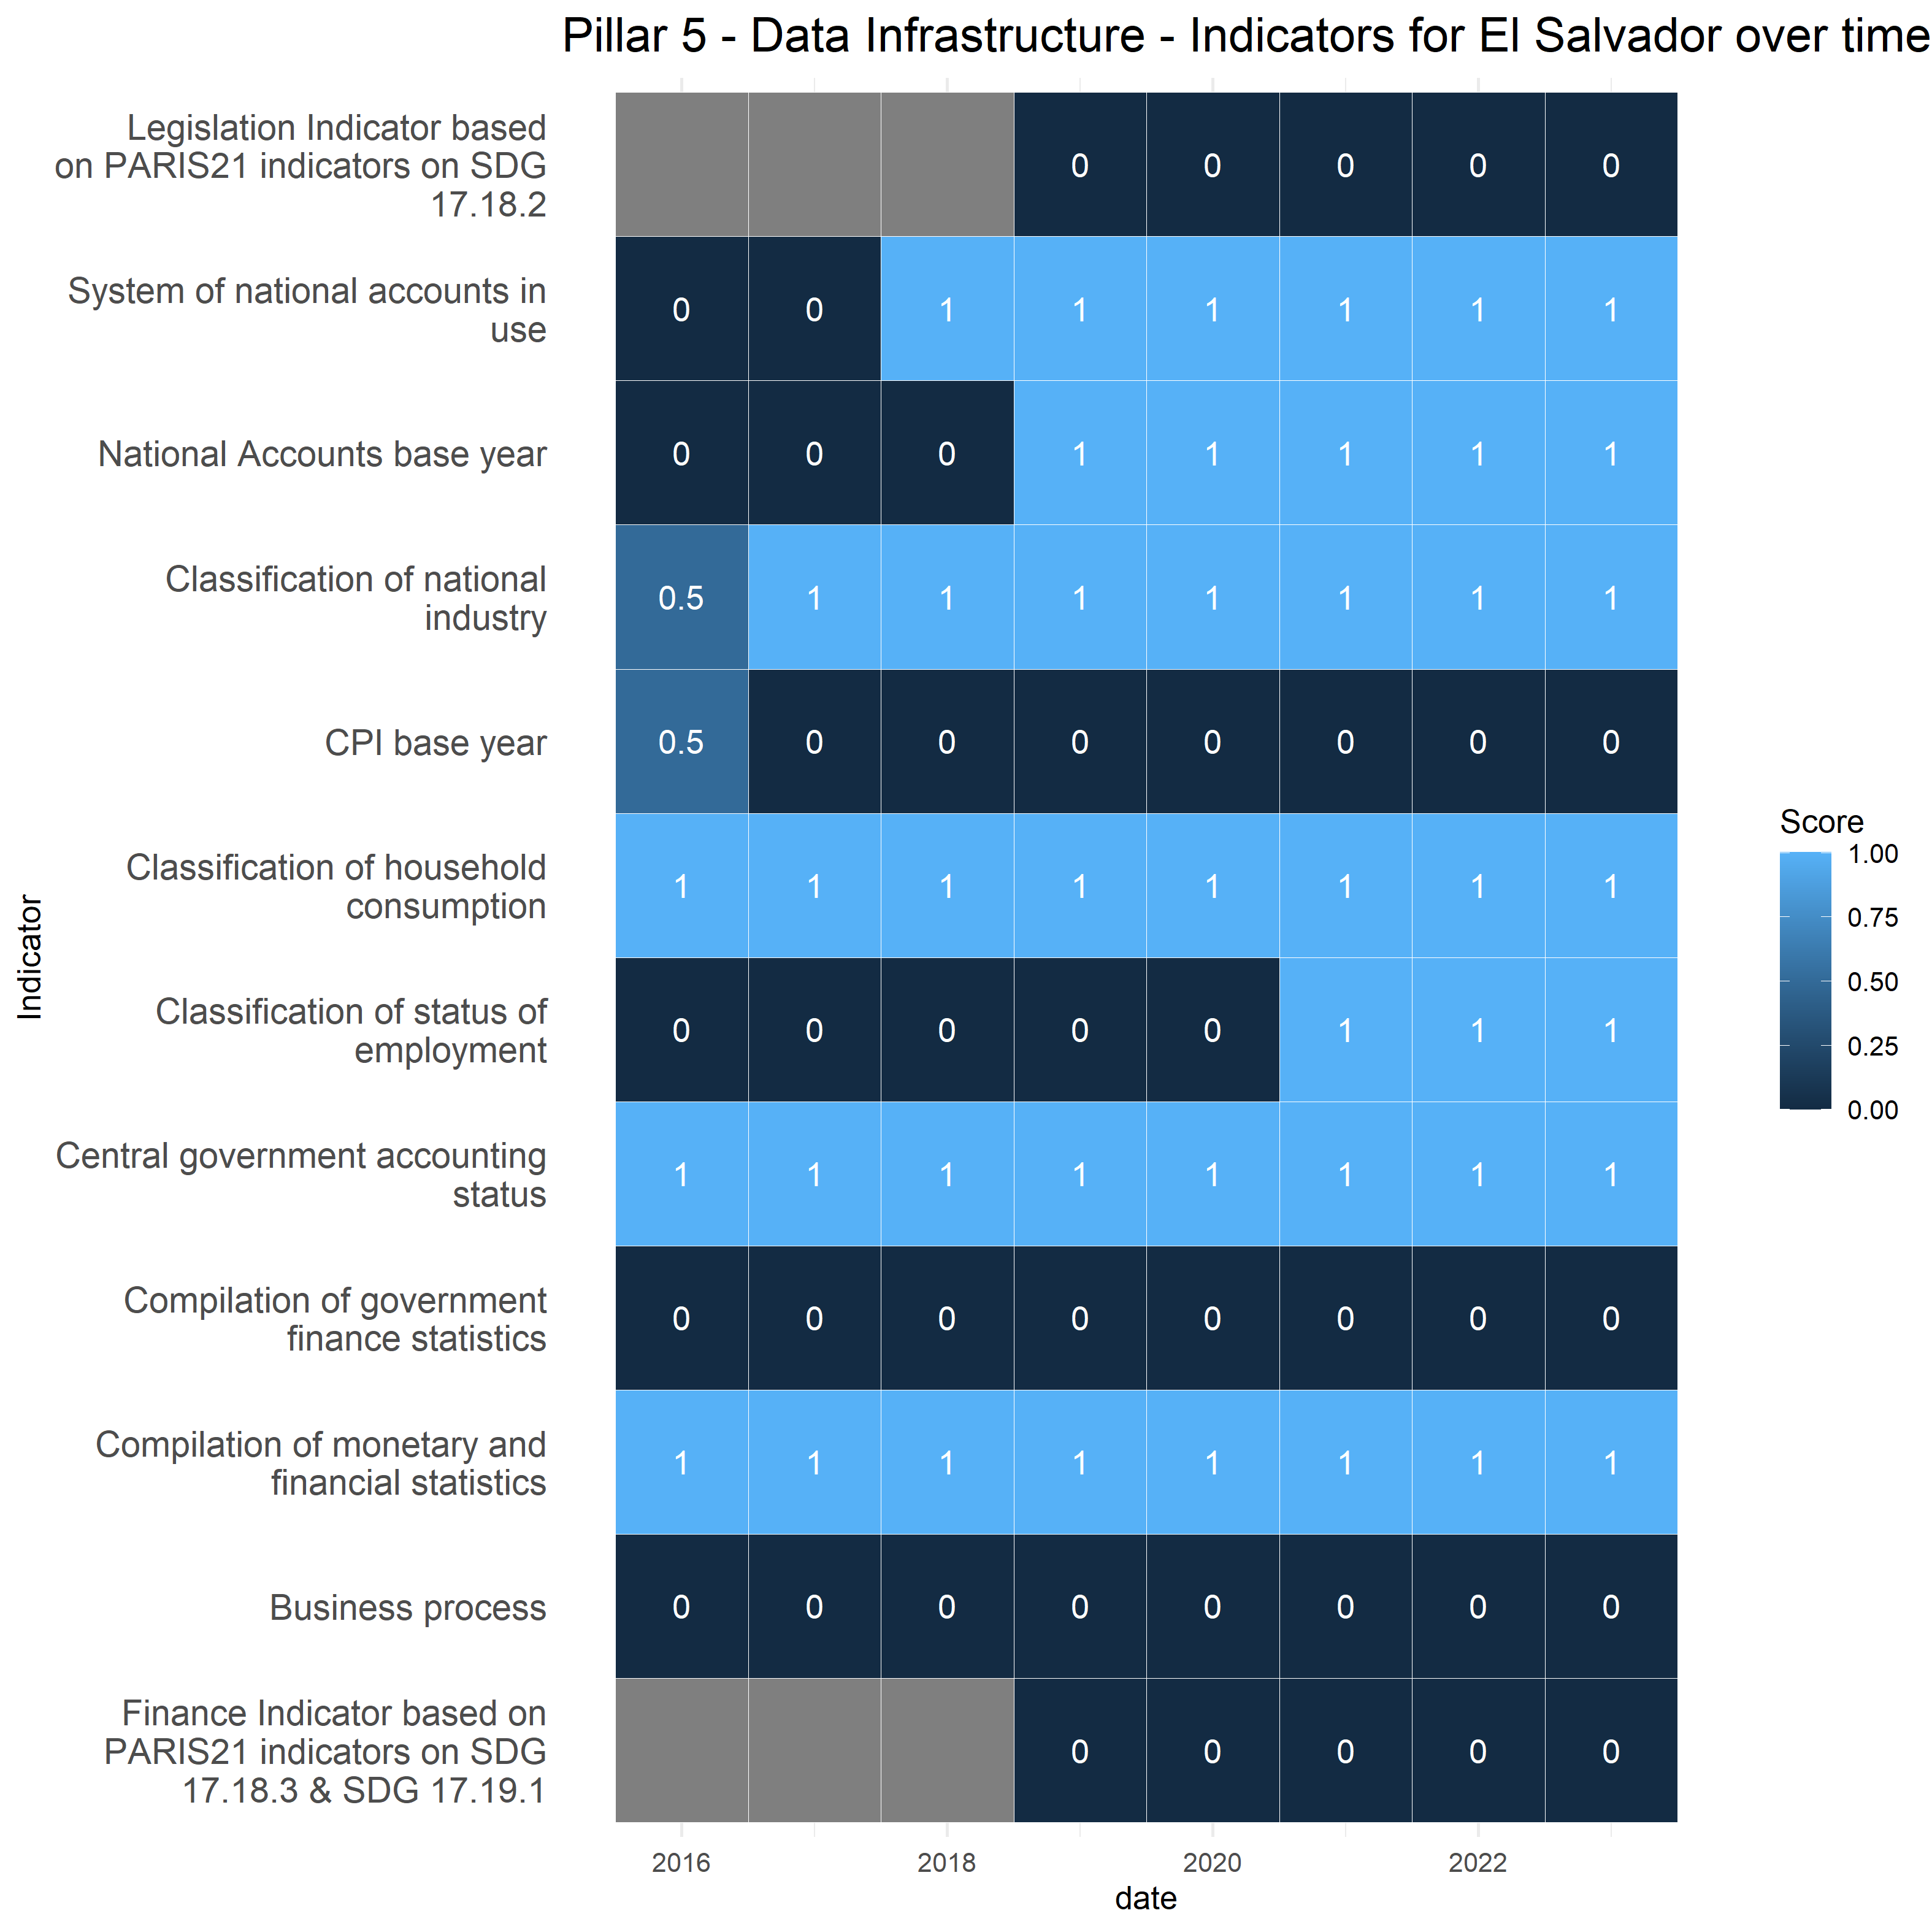 Pillar 5 - Data Infrastructure - Indicators for El Salvador over time
Indicator
Legislation Indicator based
on PARIS21 indicators on SDG
17.18.2
0 0 0 0 0
System of national accounts in
use
0 0 1 1 1 1 1 1
National Accounts base year
0 0 0 1 1 1 1 1
Classification of national
industry
0.5 1 1 1 1 1 1 1
CPI base year
0.5 0 0 0 0 0 0 0
Classification of household
consumption
1 1 1 1 1 1 1 1
Classification of status of
employment
0 0 0 0 0 1 1 1
Central government accounting
status
1 1 1 1 1 1 1 1
Compilation of government
finance statistics
0 0 0 0 0 0 0 0
Compilation of monetary and
financial statistics
1 1 1 1 1 1 1 1
Business process
0 0 0 0 0 0 0 0
Finance Indicator based on
PARIS21 indicators on SDG
17.18.3 & SDG 17.19.1
0 0 0 0 0
2016 2018 2020 2022
date
Score
1.00
0.75
0.50
0.25
0.00